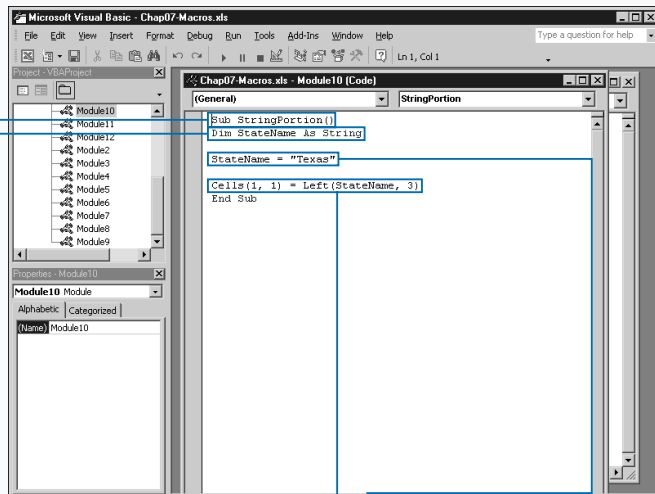 Microsoft Visual Basic - Chap07-Macros.xls
File Edit View Insert Format Debug Run Tools Add-Ins Window Help
Type a question for help
Ln 1, Col 1
Project - VBAProject
Module10
Module11
Module12
Module2
Module3
Module4
Module5
Module6
Module7
Module8
Module9
Properties - Module10
Module10 Module
Alphabetic Categorized
(Name) Module10
Chap07-Macros.xls - Module10 (Code)
(General) StringPortion
Sub StringPortion()
Dim StateName As String
StateName = "Texas"
Cells(1, 1) = Left(StateName, 3)
End Sub